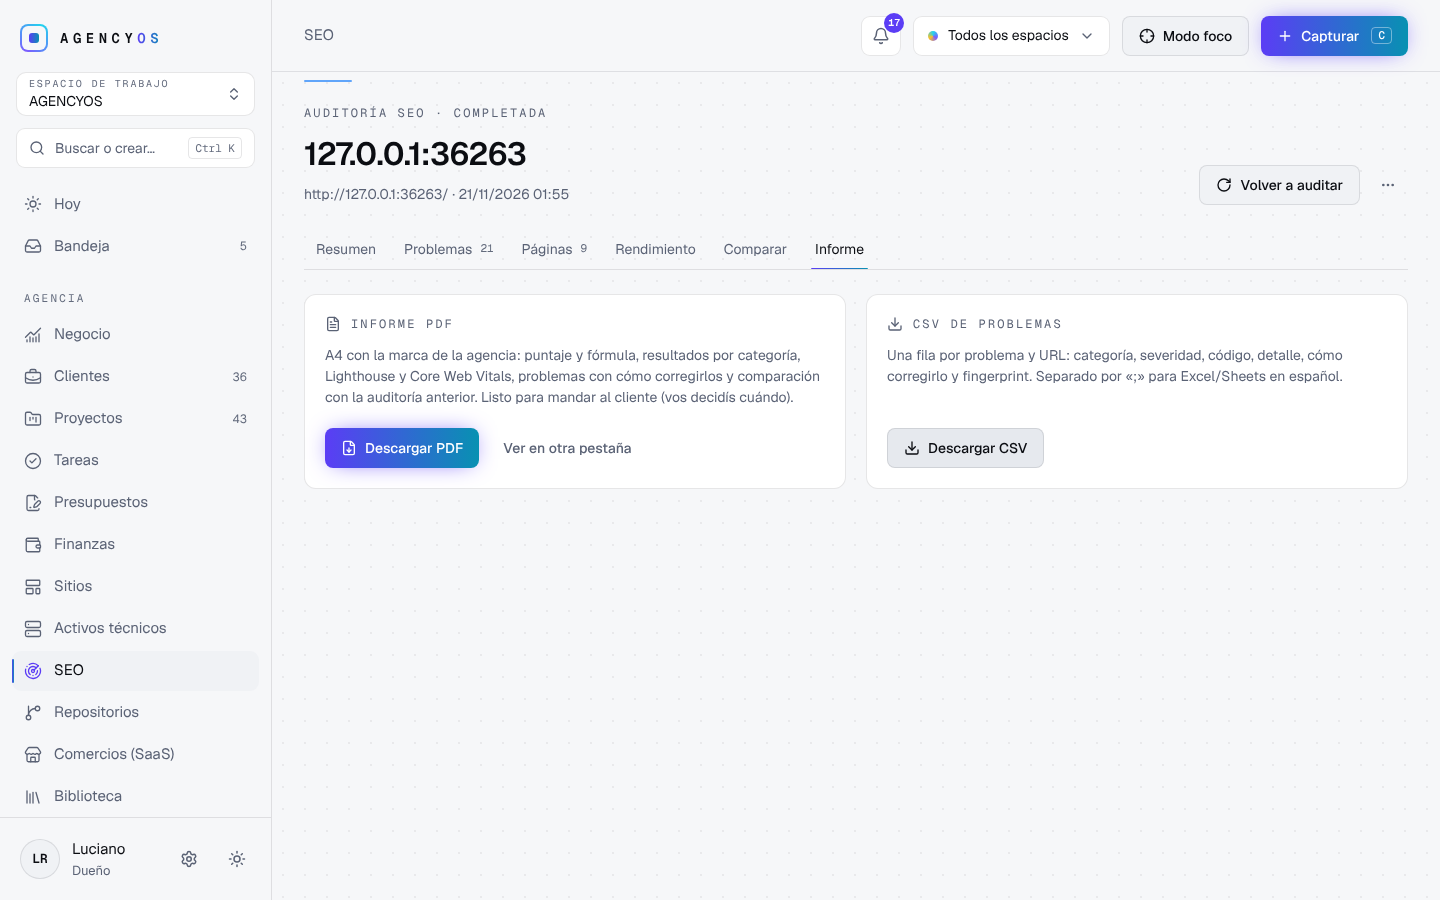 AGENCYOS
ESPACIO DE TRABAJO
AGENCYOS
Buscar o crear...
Ctrl K
Hoy
Bandeja 5
AGENCIA
Negocio
Clientes 36
Proyectos 43
Tareas
Presupuestos
Finanzas
Sitios
Activos técnicos
SEO
Repositorios
Comercios (SaaS)
Biblioteca
LR
Luciano
Dueño
SEO
17
Todos los espacios
Modo foco
Capturar C
AUDITORÍA SEO · COMPLETADA
127.0.0.1:36263
http://127.0.0.1:36263/ · 21/11/2026 01:55
Volver a auditar
Resumen Problemas 21 Páginas 9 Rendimiento Comparar Informe
INFORME PDF
A4 con la marca de la agencia: puntaje y fórmula, resultados por categoría,
Lighthouse y Core Web Vitals, problemas con cómo corregirlos y comparación
con la auditoría anterior. Listo para mandar al cliente (vos decidís cuándo).
Descargar PDF
Ver en otra pestaña
CSV DE PROBLEMAS
Una fila por problema y URL: categoría, severidad, código, detalle, cómo
corregirlo y fingerprint. Separado por «;» para Excel/Sheets en español.
Descargar CSV